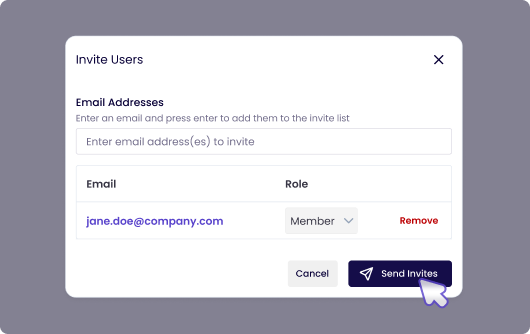 Invite Users
Email Addresses
Enter an email and press enter to add them to the invite list
Enter email address(es) to invite
Email Role
jane.doe@company.com Member Remove
Cancel Send Invites